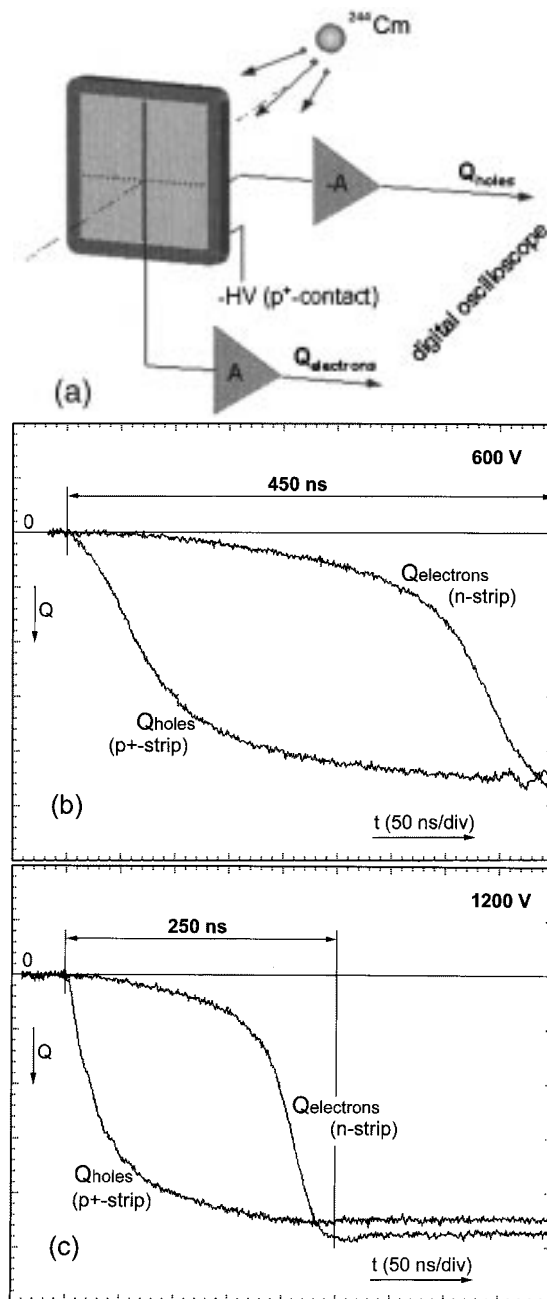 ²⁴⁴Cm
-A
Qholes
-HV (p⁺-contact)
digital oscilloscope
A
Qelectrons
(a)
600 V
450 ns
0
Qelectrons
(n-strip)
Q
Qholes
(p+-strip)
(b)
t (50 ns/div)
1200 V
250 ns
0
Q
Qelectrons
(n-strip)
Qholes
(p+-strip)
(c)
t (50 ns/div)